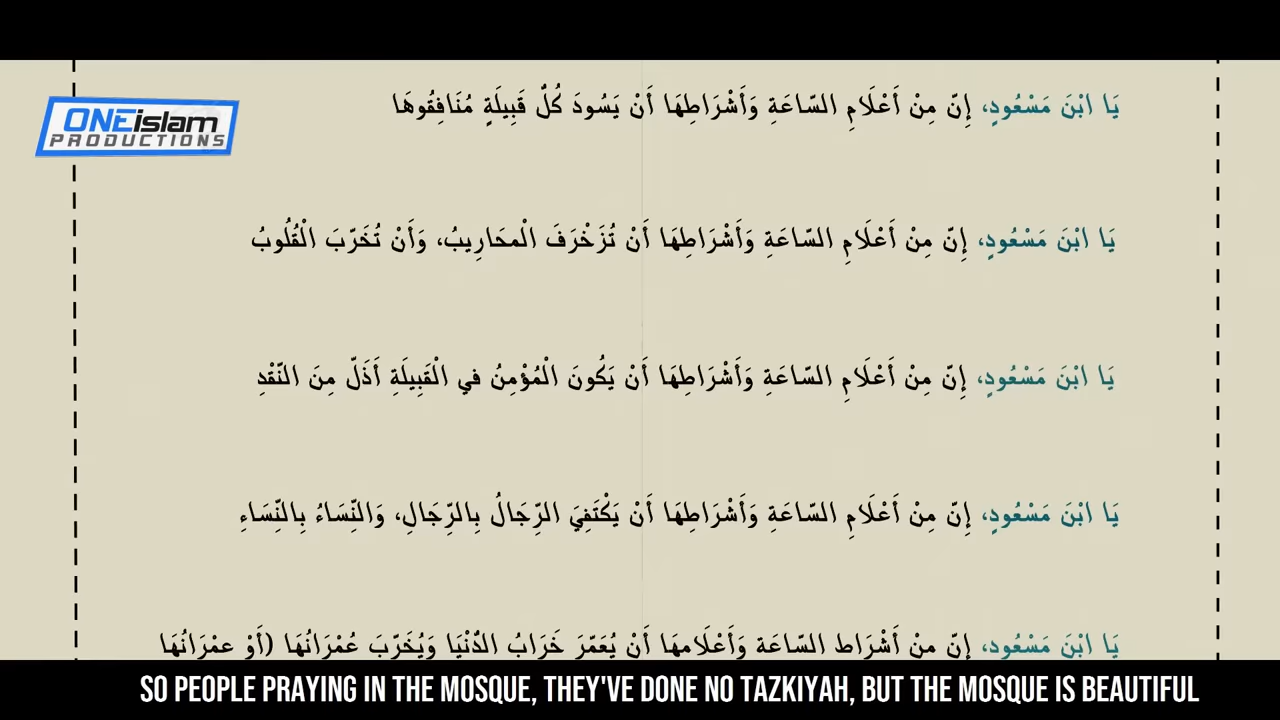 ONEislam
PRODUCTIONS
يَا ابْنَ مَسْعُودٍ، إِنَّ مِنْ أَعْلَامِ السَّاعَةِ وَأَشْرَاطِهَا أَنْ يَسُودَ كُلَّ قَبِيلَةٍ مُنَافِقُوهَا
يَا ابْنَ مَسْعُودٍ، إِنَّ مِنْ أَعْلَامِ السَّاعَةِ وَأَشْرَاطِهَا أَنْ تُزَخْرَفَ الْمحَارِيبُ، وَأَنْ تُخَرَّبَ الْقُلُوبُ
يَا ابْنَ مَسْعُودٍ، إِنَّ مِنْ أَعْلَامِ السَّاعَةِ وَأَشْرَاطِهَا أَنْ يَكُونَ الْمُؤْمِنُ في الْقَبِيلَةِ أَذَلَّ مِنَ النَّقْدِ
يَا ابْنَ مَسْعُودٍ، إِنَّ مِنْ أَعْلَامِ السَّاعَةِ وَأَشْرَاطِهَا أَنْ يَكْتَفِيَ الرِّجَالُ بِالرِّجَالِ، وَالنِّسَاءُ بِالنِّسَاءِ
يَا ابْنَ مَسْعُودٍ، إِنَّ مِنْ أَشْرَاطِ السَّاعَةِ وَأَعْلَامِهَا أَنْ يُعَمَّرَ خَرَابُ الدُّنْيَا وَيُخَرَّبَ عُمْرَانُهَا (أَوْ عمْرَانُهَا
SO PEOPLE PRAYING IN THE MOSQUE, THEY'VE DONE NO TAZKIYAH, BUT THE MOSQUE IS BEAUTIFUL